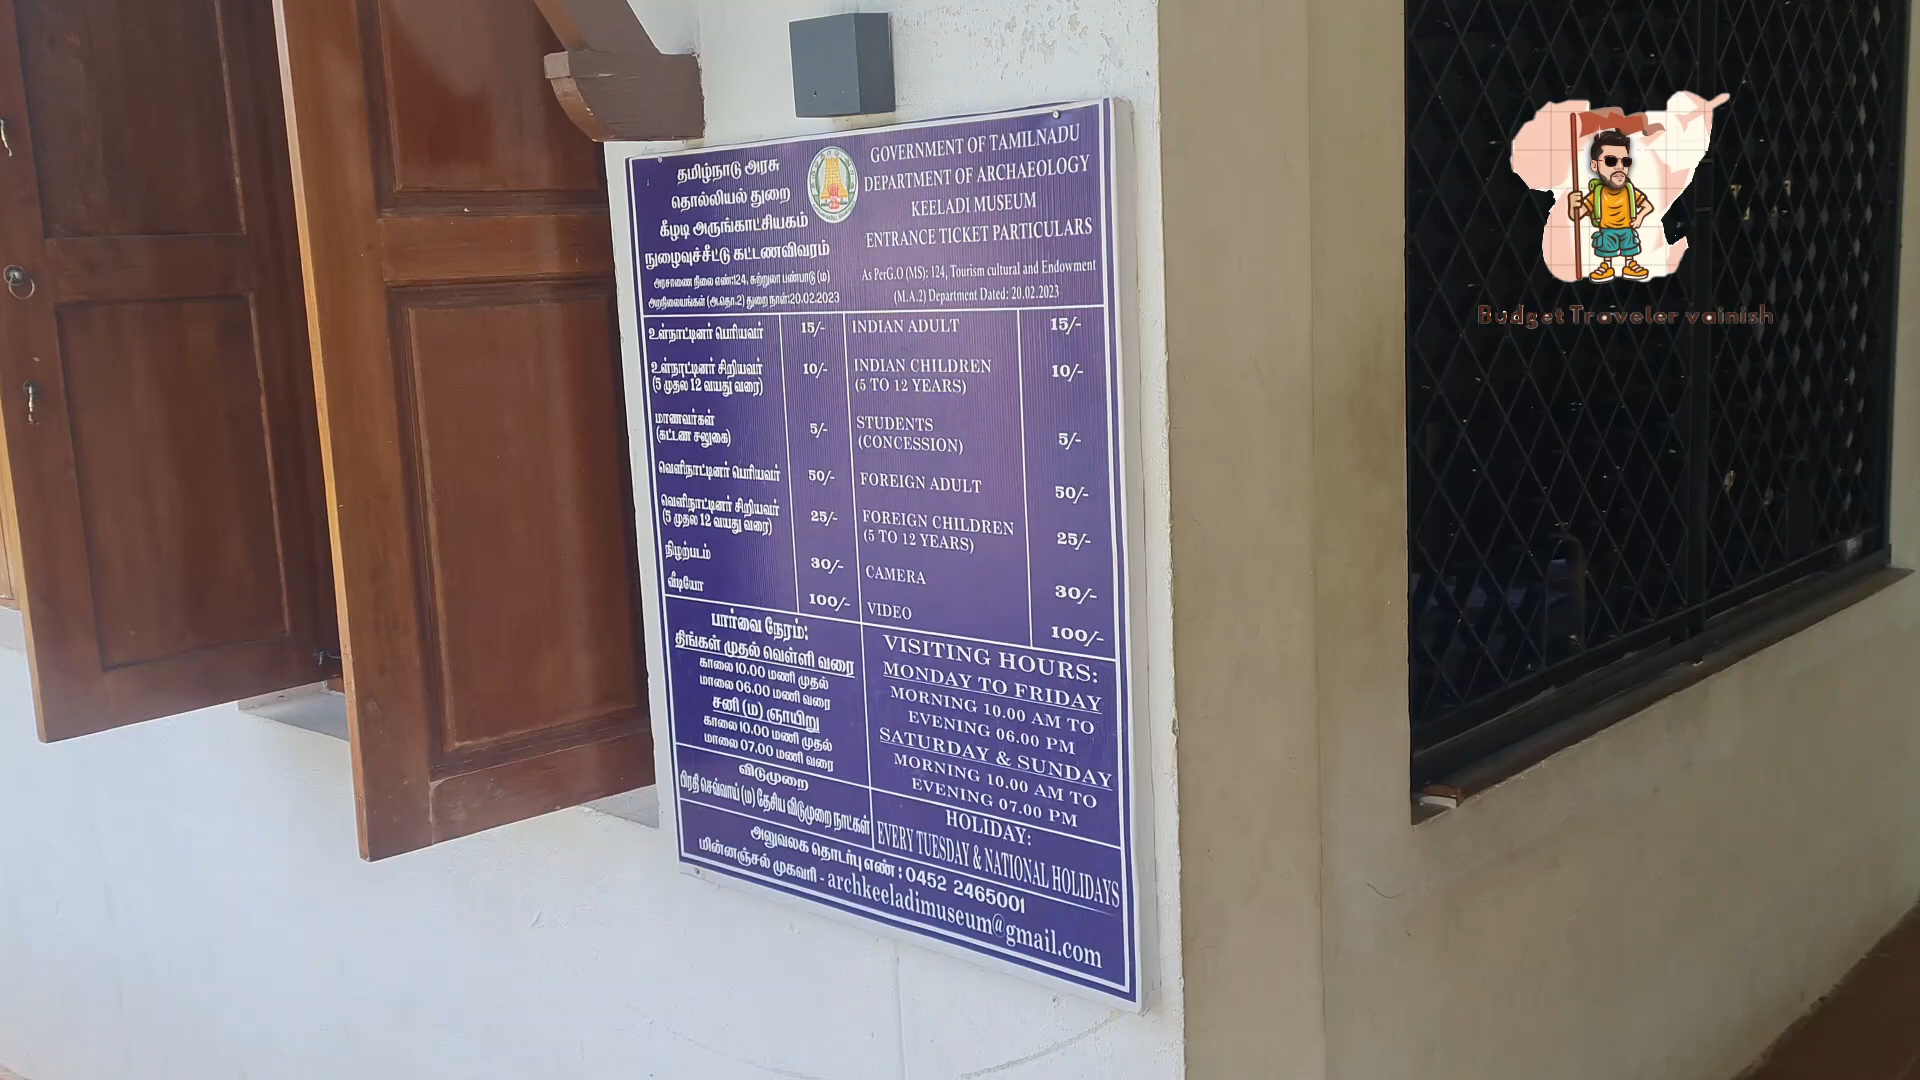 தமிழ்நாடு அரசு
தொல்லியல் துறை
கீழடி அருங்காட்சியகம்
நுழைவுச்சீட்டு கட்டணவிவரம்
அரசாணை நிலை எண்:124, சுற்றுலா பண்பாடு (ம)
அறநிலையங்கள் (அ.தொ.2) துறை நாள்:20.02.2023
GOVERNMENT OF TAMILNADU
DEPARTMENT OF ARCHAEOLOGY
KEELADI MUSEUM
ENTRANCE TICKET PARTICULARS
As PerG.O (MS): 124, Tourism cultural and Endowment
(M.A.2) Department Dated: 20.02.2023
உள்நாட்டினர் பெரியவர் 15/-
உள்நாட்டினர் சிறியவர் 10/-
(5 முதல் 12 வயது வரை)
மாணவர்கள் 5/-
(கட்டண சலுகை)
வெளிநாட்டினர் பெரியவர் 50/-
வெளிநாட்டினர் சிறியவர் 25/-
(5 முதல் 12 வயது வரை)
நிழற்படம் 30/-
வீடியோ 100/-
INDIAN ADULT 15/-
INDIAN CHILDREN 10/-
(5 TO 12 YEARS)
STUDENTS 5/-
(CONCESSION)
FOREIGN ADULT 50/-
FOREIGN CHILDREN 25/-
(5 TO 12 YEARS)
CAMERA 30/-
VIDEO 100/-
பார்வை நேரம்:
திங்கள் முதல் வெள்ளி வரை
காலை 10.00 மணி முதல்
மாலை 06.00 மணி வரை
சனி (ம) ஞாயிறு
காலை 10.00 மணி முதல்
மாலை 07.00 மணி வரை
VISITING HOURS:
MONDAY TO FRIDAY
MORNING 10.00 AM TO
EVENING 06.00 PM
SATURDAY & SUNDAY
MORNING 10.00 AM TO
EVENING 07.00 PM
விடுமுறை
பிரதி செவ்வாய் (ம) தேசிய விடுமுறை நாட்கள்
HOLIDAY:
EVERY TUESDAY & NATIONAL HOLIDAYS
அலுவலக தொடர்பு எண் : 0452 2465001
மின்னஞ்சல் முகவரி - archkeeladimuseum@gmail.com
Budget Traveler vainish